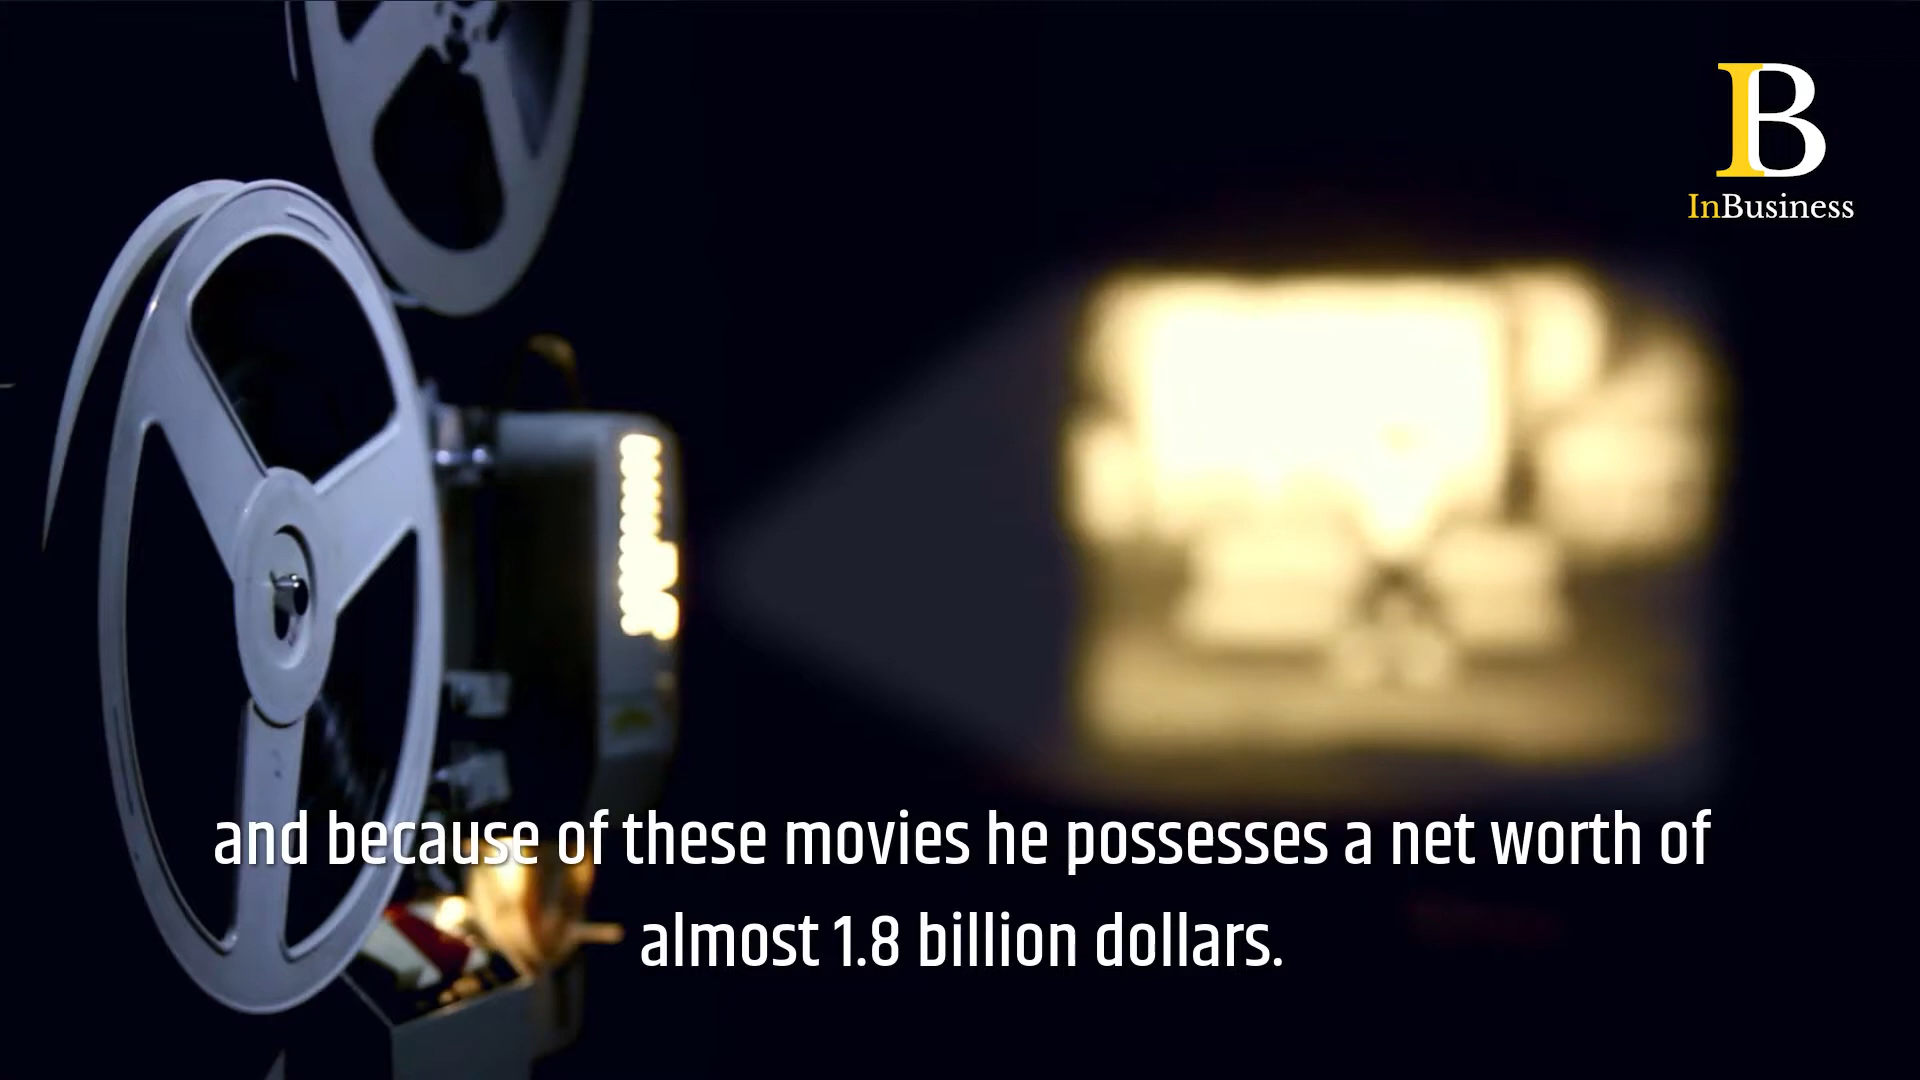 IB
InBusiness
and because of these movies he possesses a net worth of
almost 1.8 billion dollars.